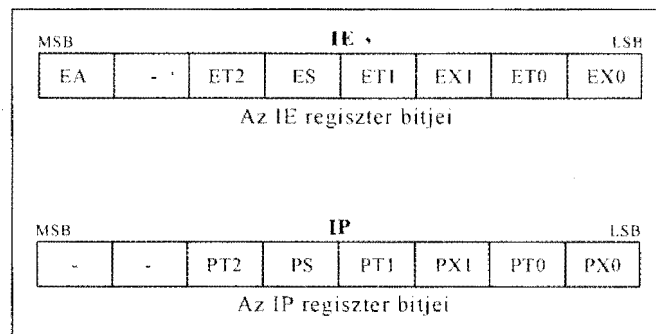 MSB IE LSB
EA - ET2 ES ET1 EX1 ET0 EX0
Az IE regiszter bitjei
MSB IP LSB
- - PT2 PS PT1 PX1 PT0 PX0
Az IP regiszter bitjei